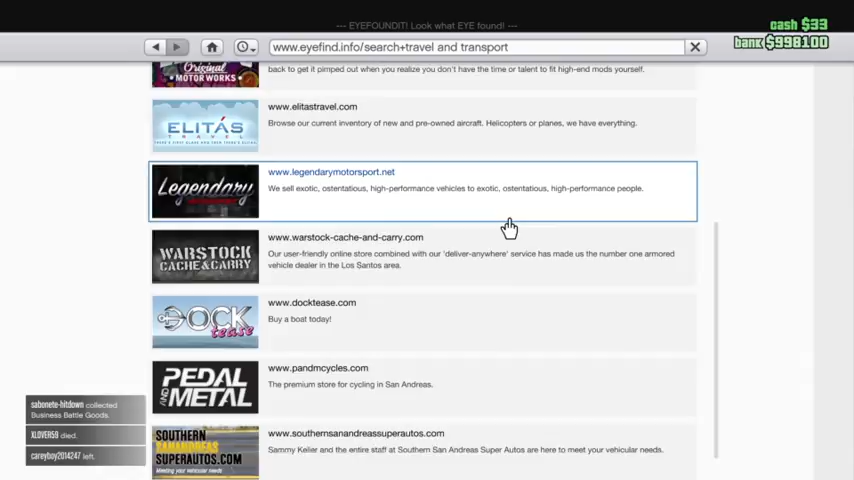 --- EYEFOUNDIT! Look what EYE found! ---
cash $33
bank $998100
www.eyefind.info/search+travel and transport
Original
MOTOR WORKS
back to get it pimped out when you realize you don't have the time or talent to fit high-end mods yourself.
ELITÁS
TRAVEL
www.elitastravel.com
Browse our current inventory of new and pre-owned aircraft. Helicopters or planes, we have everything.
Legendary
www.legendarymotorsport.net
We sell exotic, ostentatious, high-performance vehicles to exotic, ostentatious, high-performance people.
WARSTOCK
CACHE & CARRY
www.warstock-cache-and-carry.com
Our user-friendly online store combined with our 'deliver-anywhere' service has made us the number one armored
vehicle dealer in the Los Santos area.
DOCK
tease
www.docktease.com
Buy a boat today!
PEDAL
AND METAL
www.pandmcycles.com
The premium store for cycling in San Andreas.
SOUTHERN
SAN ANDREAS
SUPERAUTOS.COM
Meeting your vehicular needs
www.southernsanandreassuperautos.com
Sammy Kelier and the entire staff at Southern San Andreas Super Autos are here to meet your vehicular needs.
sabonete-hitdown collected
Business Battle Goods.
XLOVER59 died.
careyboy2014247 left.